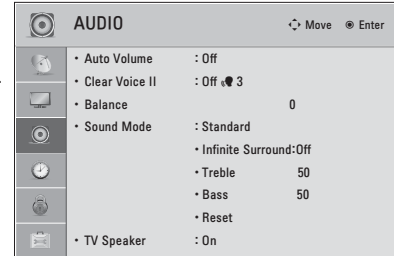 AUDIO Move Enter
• Auto Volume : Off
• Clear Voice II : Off 3
• Balance 0
• Sound Mode : Standard
• Infinite Surround:Off
• Treble 50
• Bass 50
• Reset
• TV Speaker : On